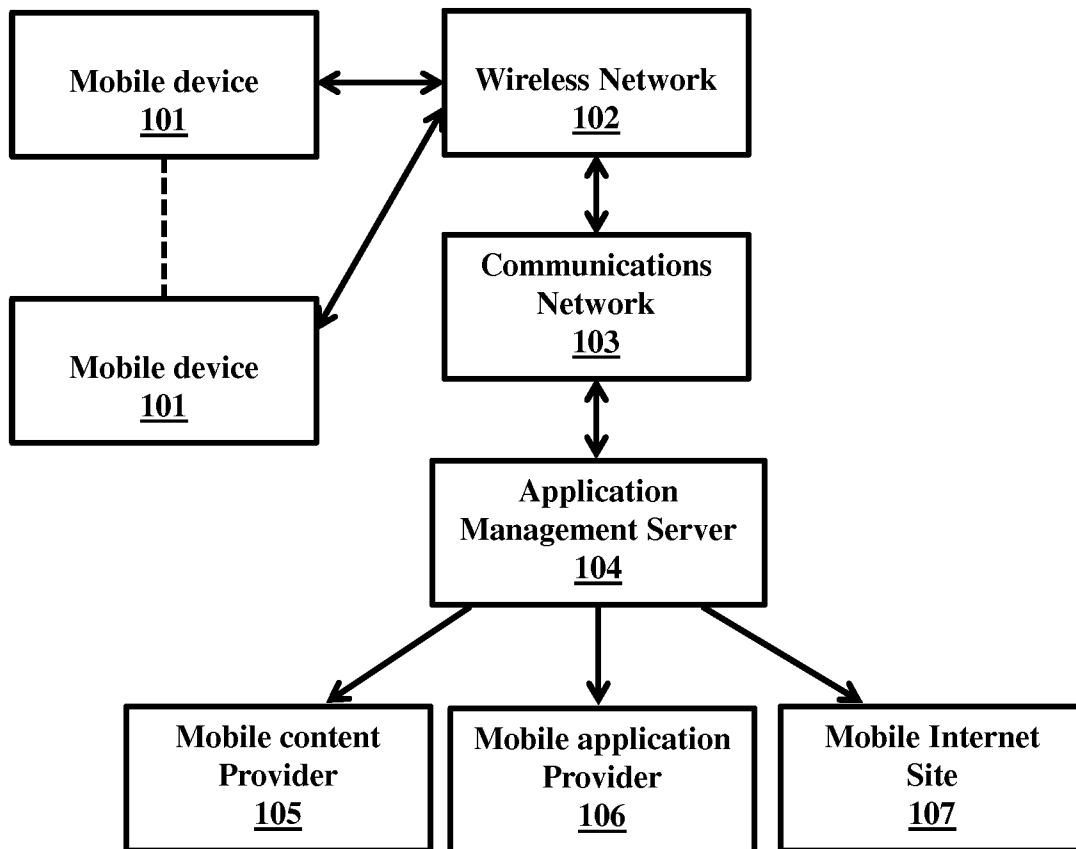 Mobile device
101
Wireless Network
102
Communications
Network
103
Mobile device
101
Application
Management Server
104
Mobile content
Provider
105
Mobile application
Provider
106
Mobile Internet
Site
107